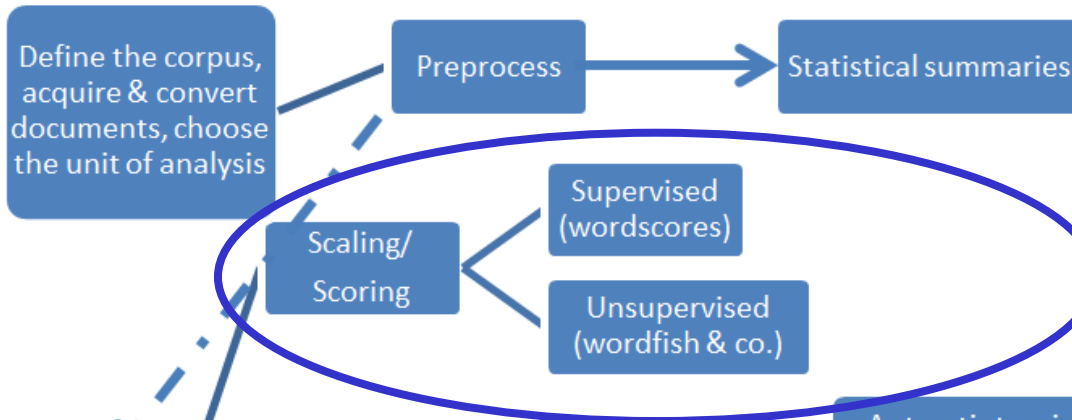 Define the corpus,
acquire & convert
documents, choose
the unit of analysis
Preprocess
Statistical summaries
Scaling/
Scoring
Supervised
(wordscores)
Unsupervised
(wordfish & co.)